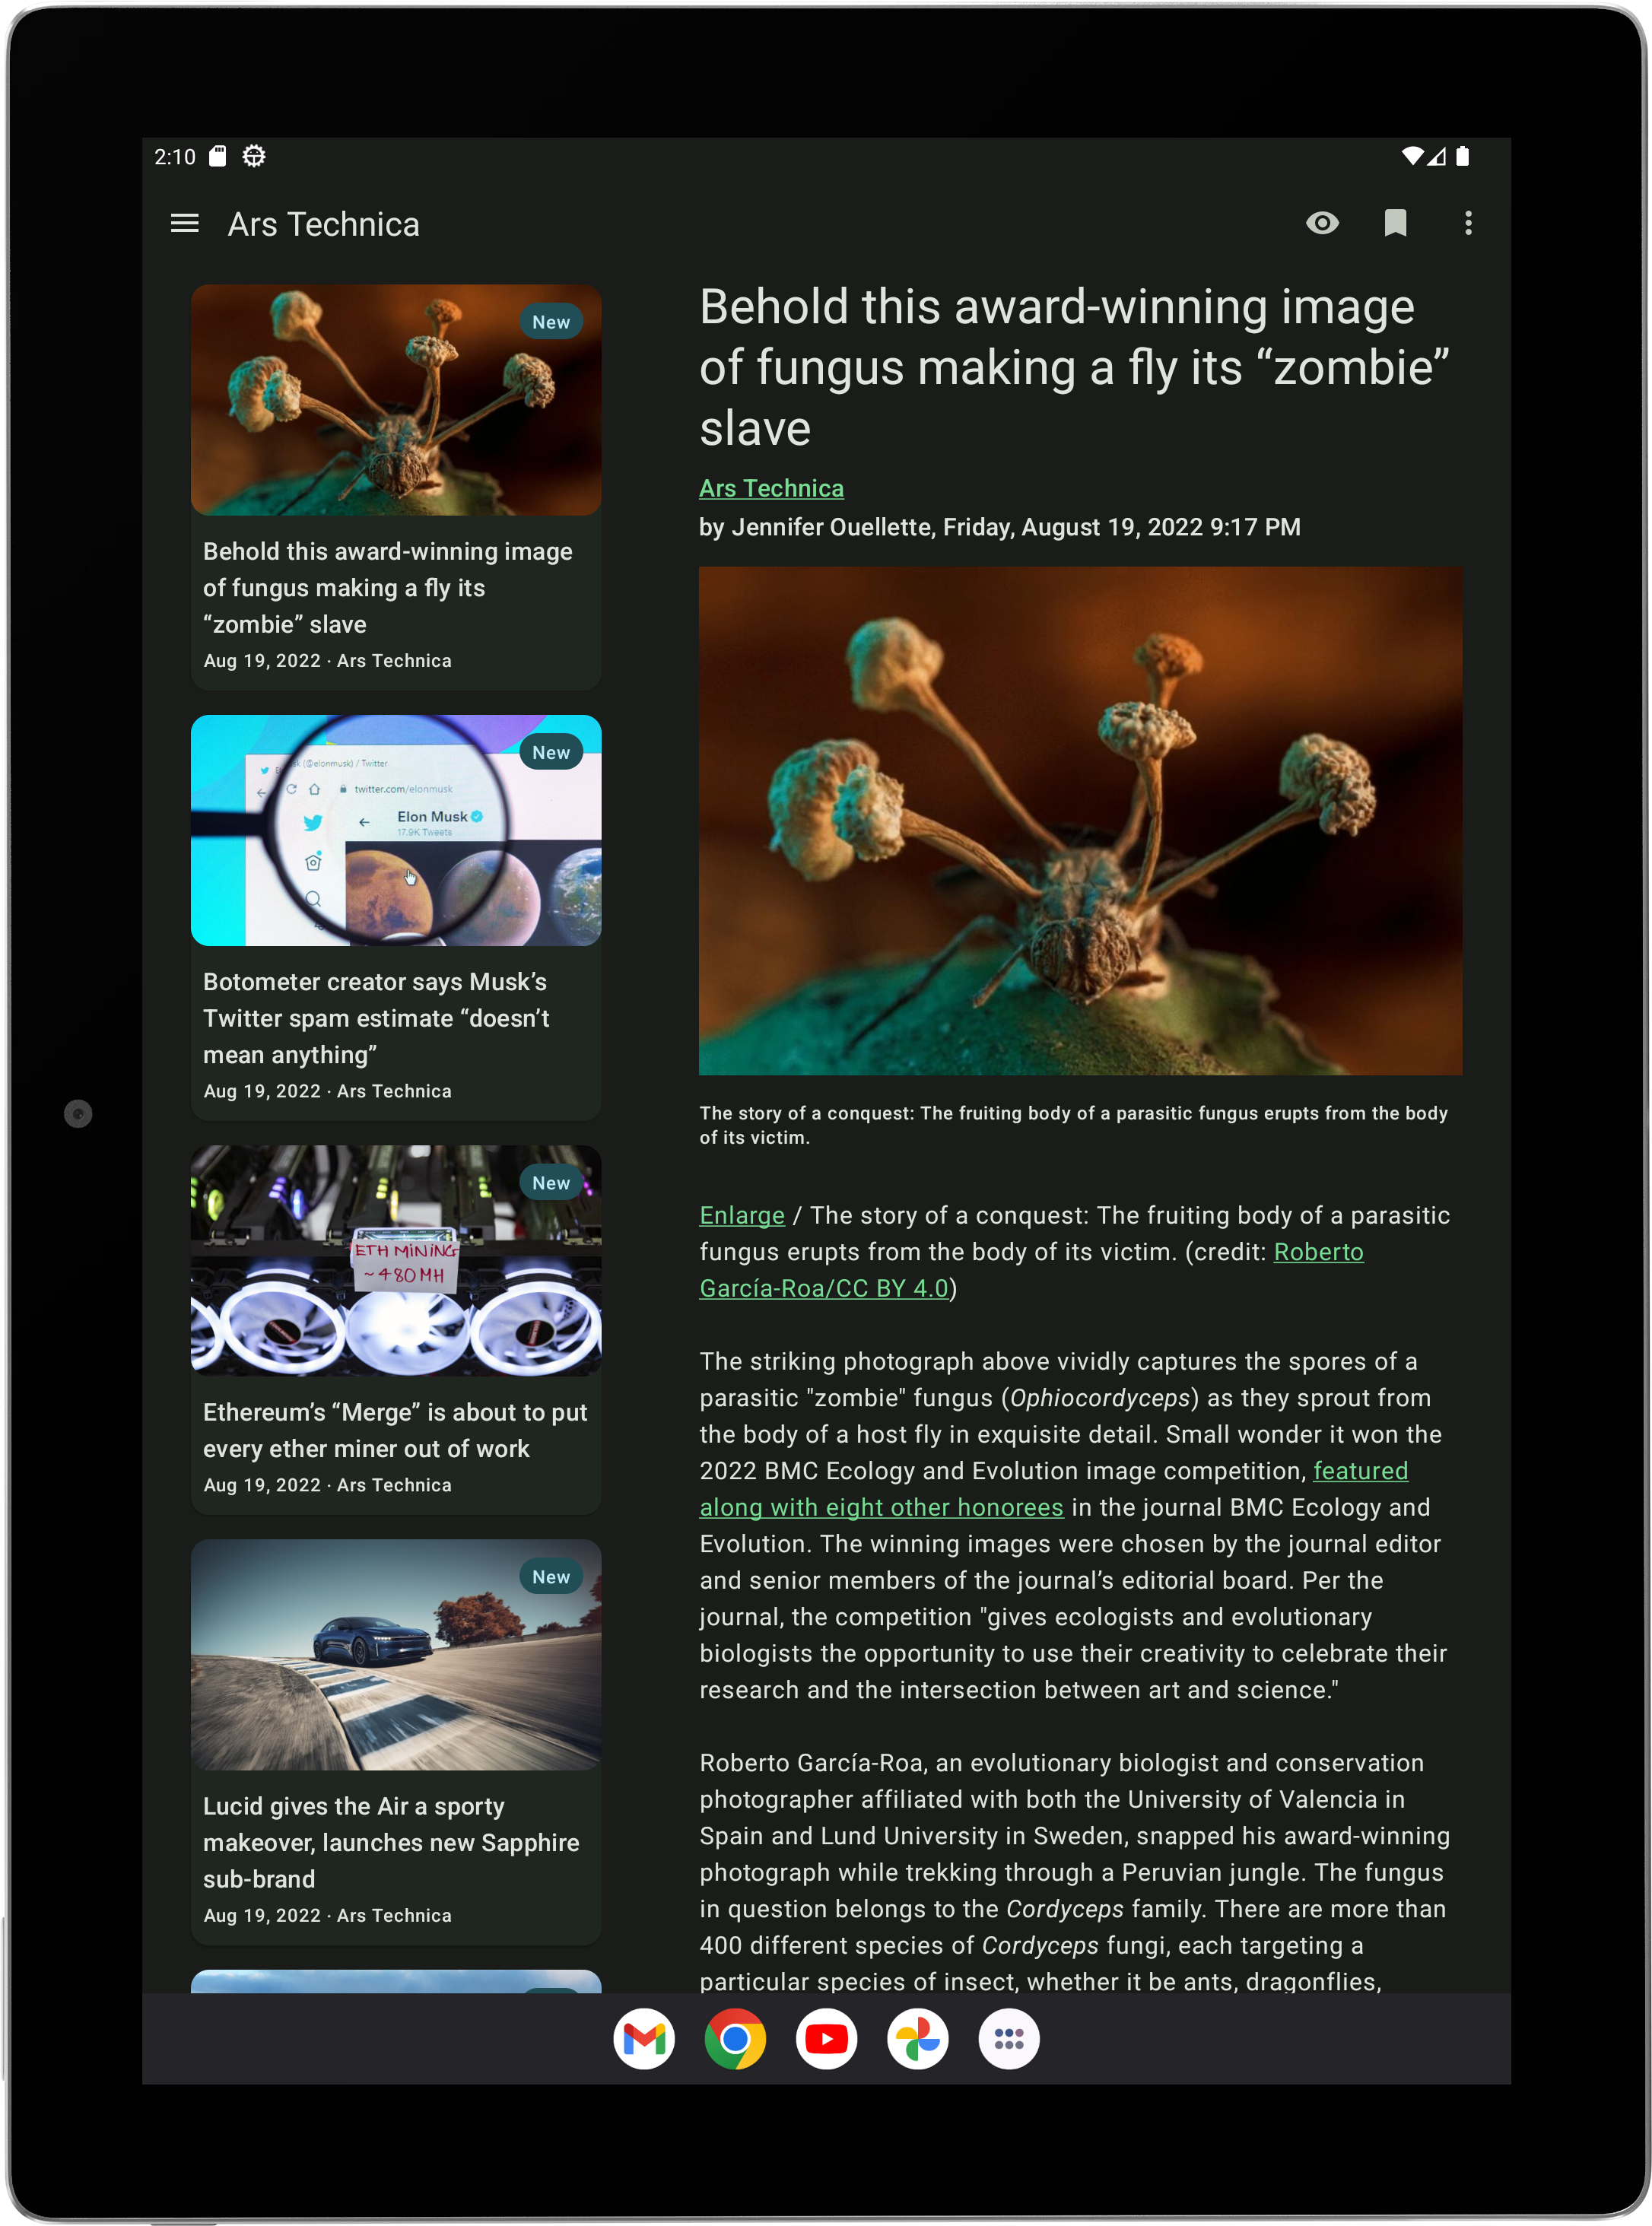 2:10
Ars Technica
New
Behold this award-winning image
of fungus making a fly its
“zombie” slave
Aug 19, 2022 · Ars Technica
New
(@elonmusk) / Twitter
twitter.com/elonmusk
Elon Musk
17.9K Tweets
Botometer creator says Musk’s
Twitter spam estimate “doesn’t
mean anything”
Aug 19, 2022 · Ars Technica
New
ETH MINING
~480MH
Ethereum’s “Merge” is about to put
every ether miner out of work
Aug 19, 2022 · Ars Technica
New
Lucid gives the Air a sporty
makeover, launches new Sapphire
sub-brand
Aug 19, 2022 · Ars Technica
Behold this award-winning image
of fungus making a fly its “zombie”
slave
Ars Technica
by Jennifer Ouellette, Friday, August 19, 2022 9:17 PM
The story of a conquest: The fruiting body of a parasitic fungus erupts from the body
of its victim.
Enlarge / The story of a conquest: The fruiting body of a parasitic
fungus erupts from the body of its victim. (credit: Roberto
García-Roa/CC BY 4.0)
The striking photograph above vividly captures the spores of a
parasitic "zombie" fungus (Ophiocordyceps) as they sprout from
the body of a host fly in exquisite detail. Small wonder it won the
2022 BMC Ecology and Evolution image competition, featured
along with eight other honorees in the journal BMC Ecology and
Evolution. The winning images were chosen by the journal editor
and senior members of the journal’s editorial board. Per the
journal, the competition "gives ecologists and evolutionary
biologists the opportunity to use their creativity to celebrate their
research and the intersection between art and science."
Roberto García-Roa, an evolutionary biologist and conservation
photographer affiliated with both the University of Valencia in
Spain and Lund University in Sweden, snapped his award-winning
photograph while trekking through a Peruvian jungle. The fungus
in question belongs to the Cordyceps family. There are more than
400 different species of Cordyceps fungi, each targeting a
particular species of insect, whether it be ants, dragonflies,